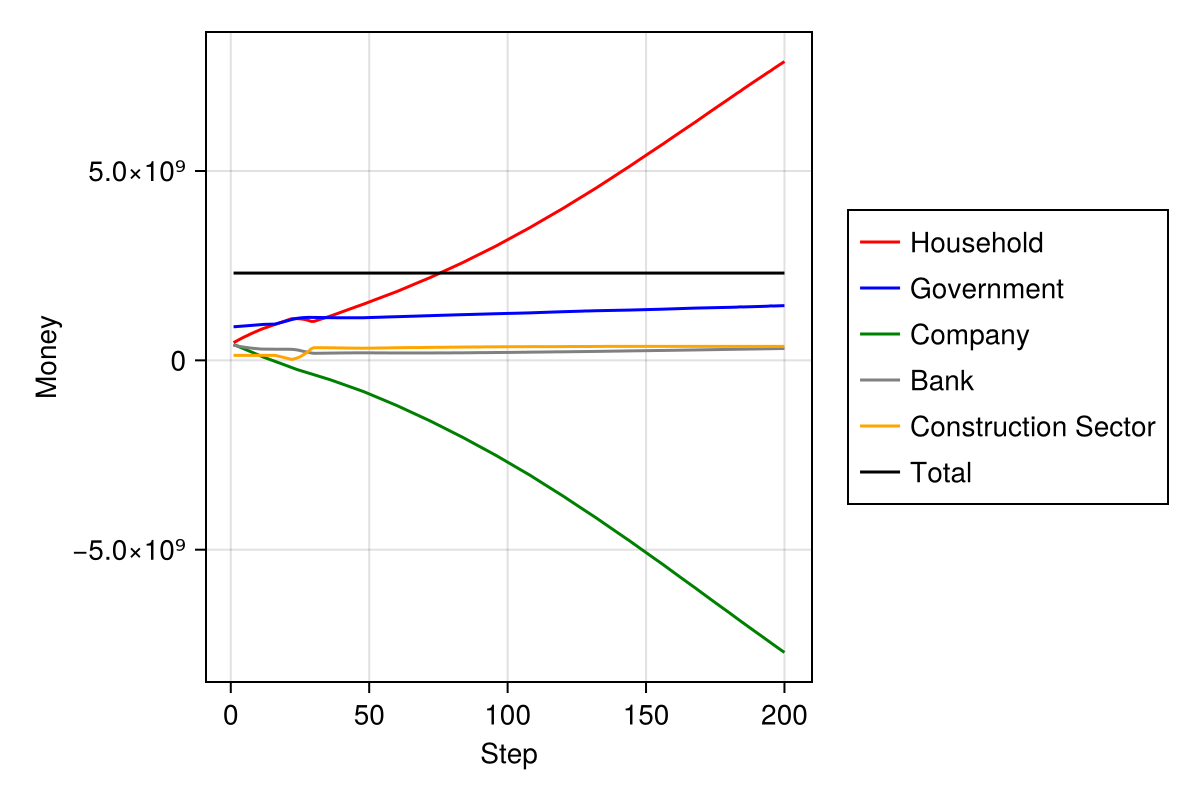 Money
5.0×10⁹
0
−5.0×10⁹
0 50 100 150 200
Step
Household
Government
Company
Bank
Construction Sector
Total